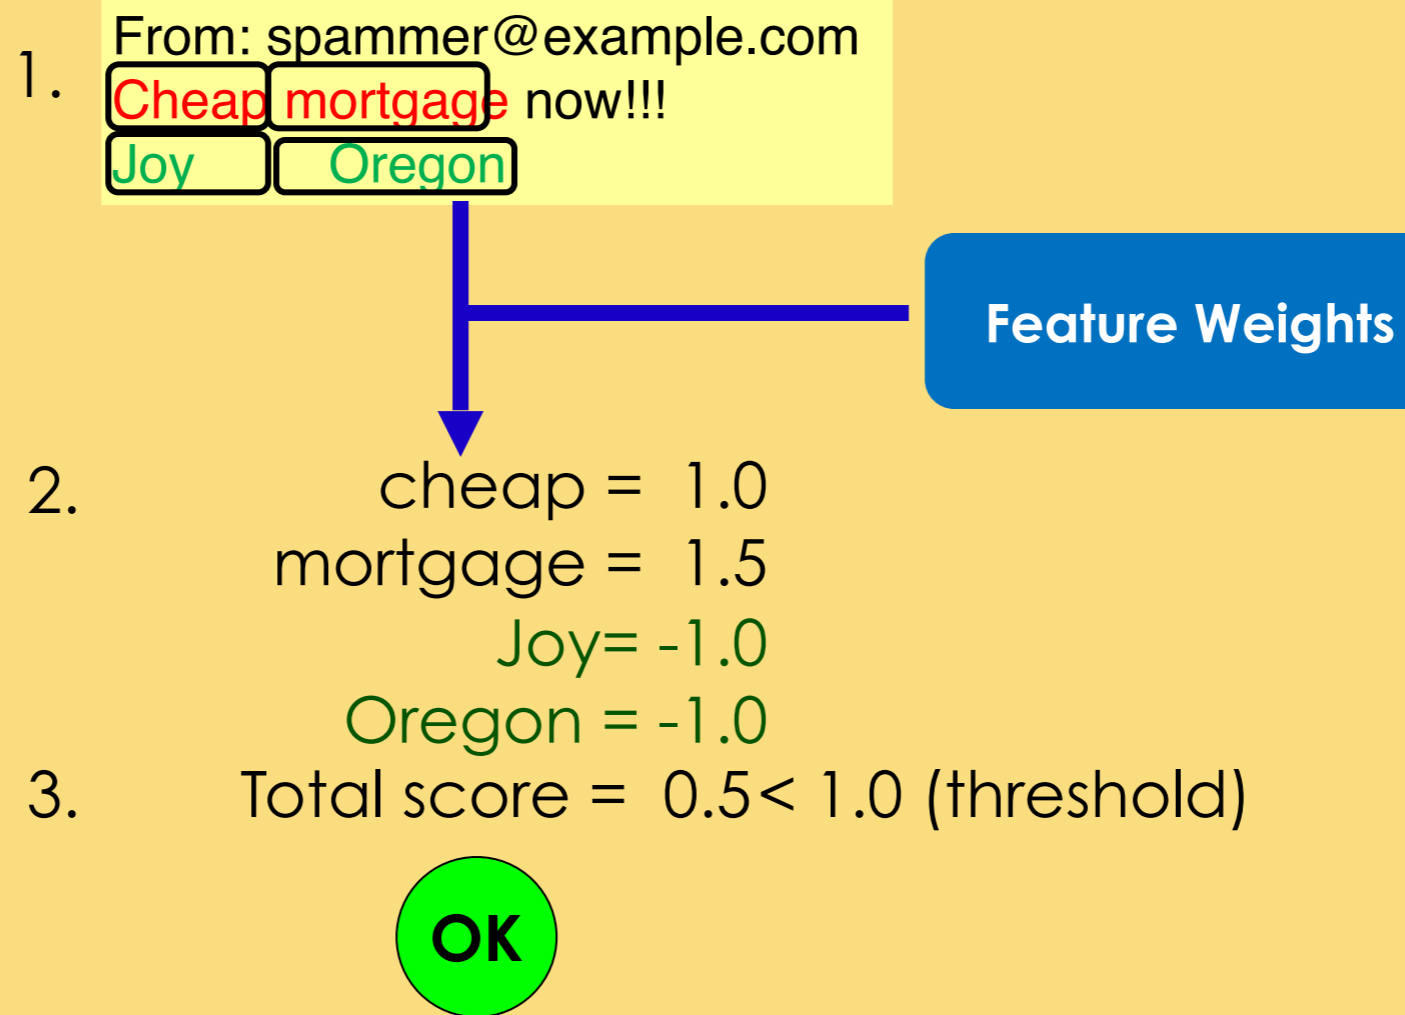 1.
From: spammer@example.com
Cheap mortgage now!!!
Joy Oregon
Feature Weights
2.
cheap = 1.0
mortgage = 1.5
Joy= -1.0
Oregon = -1.0
3. Total score = 0.5< 1.0 (threshold)
OK